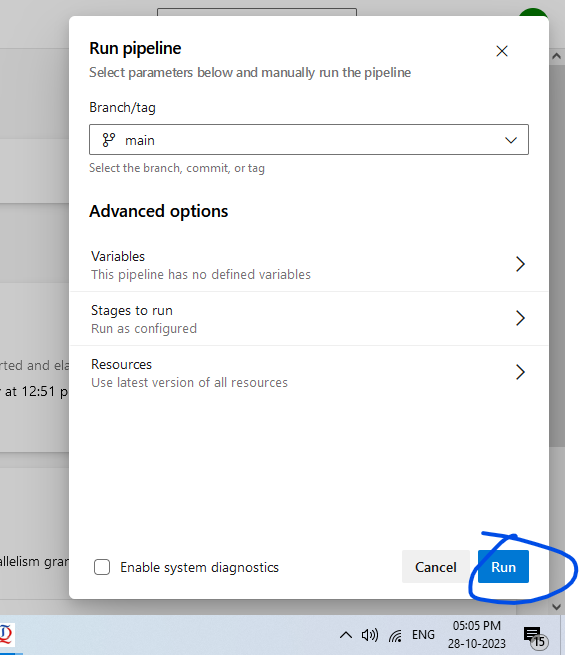 Run pipeline
Select parameters below and manually run the pipeline
Branch/tag
main
Select the branch, commit, or tag
Advanced options
Variables
This pipeline has no defined variables
Stages to run
Run as configured
rted and ela
Resources
Use latest version of all resources
at 12:51 p
allelism gran
Enable system diagnostics
Cancel
Run
ENG
05:05 PM
28-10-2023
15